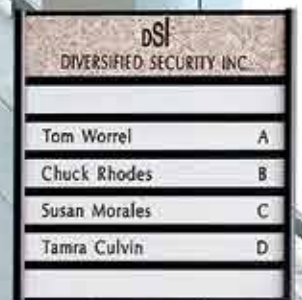 DSI
DIVERSIFIED SECURITY INC
Tom Worrel A
Chuck Rhodes B
Susan Morales C
Tamra Culvin D